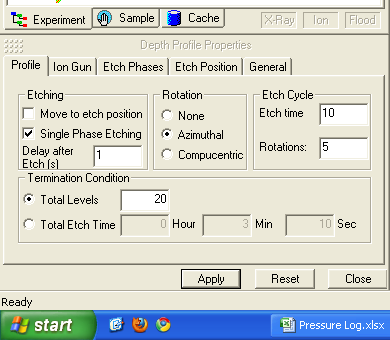 Experiment Sample Cache X-Ray Ion Flood
Depth Profile Properties
Profile Ion Gun Etch Phases Etch Position General
Etching Rotation Etch Cycle
Move to etch position None Etch time 10
Single Phase Etching Azimuthal
Delay after Etch (s) 1 Compucentric Rotations: 5
Termination Condition
Total Levels 20
Total Etch Time 0 Hour 3 Min 10 Sec
Apply Reset Close
Ready
start Pressure Log.xlsx